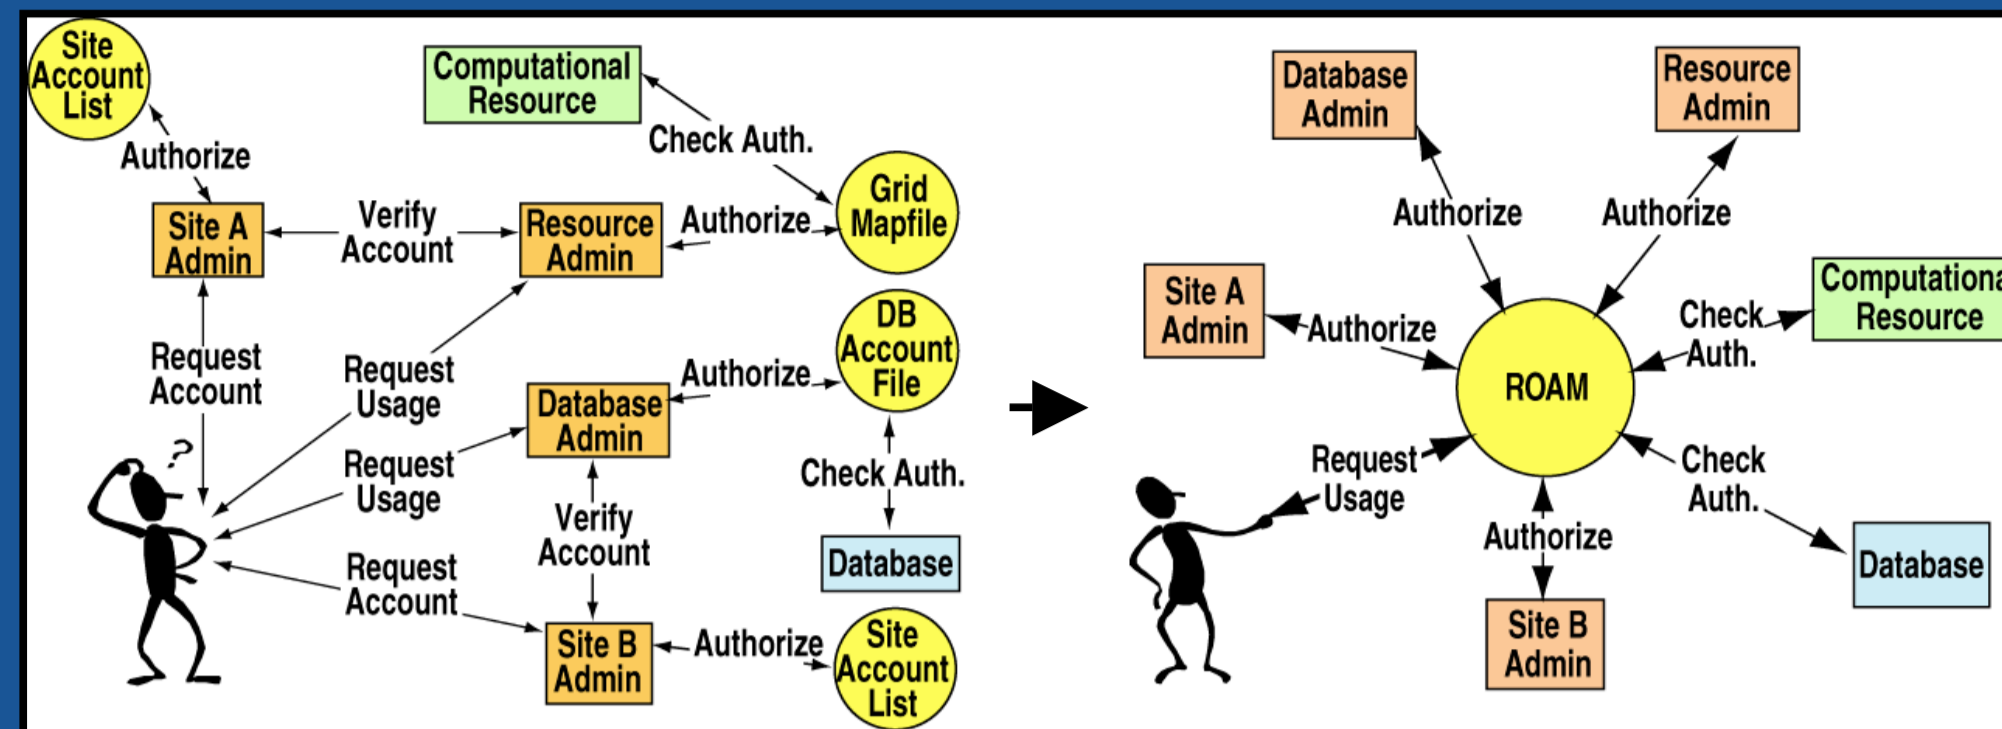 Site
Account
List
Authorize
Computational
Resource
Check Auth.
Site A
Admin
Verify
Account
Resource
Admin
Authorize
Grid
Mapfile
Request
Account
Request
Usage
Request
Usage
Database
Admin
Authorize
DB
Account
File
Check Auth.
Database
?
Verify
Account
Request
Account
Site B
Admin
Authorize
Site
Account
List
Database
Admin
Resource
Admin
Authorize
Authorize
Site A
Admin
Authorize
ROAM
Check
Auth.
Computationa
Resource
Request
Usage
Check
Auth.
Database
Authorize
Site B
Admin